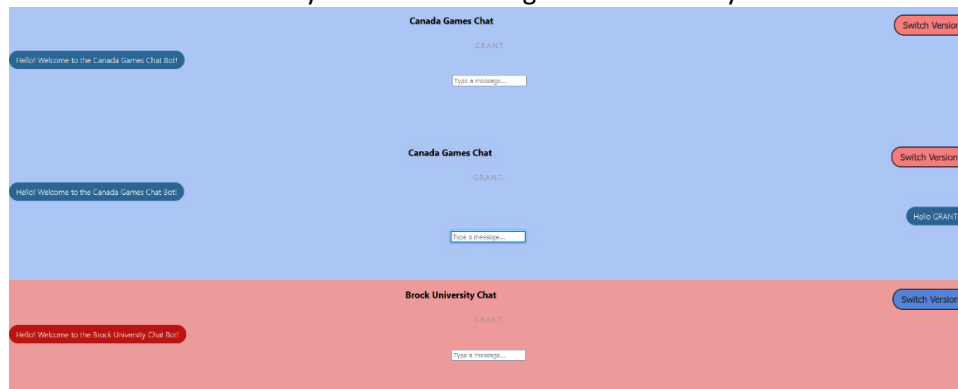 Canada Games Chat
Switch Version
G.R.A.N.T.
Hello! Welcome to the Canada Games Chat Bot!
Type a message...
Canada Games Chat
Switch Version
G.R.A.N.T.
Hello! Welcome to the Canada Games Chat Bot!
Hello GRANT
Type a message...
Brock University Chat
Switch Version
G.R.A.N.T.
Hello! Welcome to the Brock University Chat Bot!
Type a message...